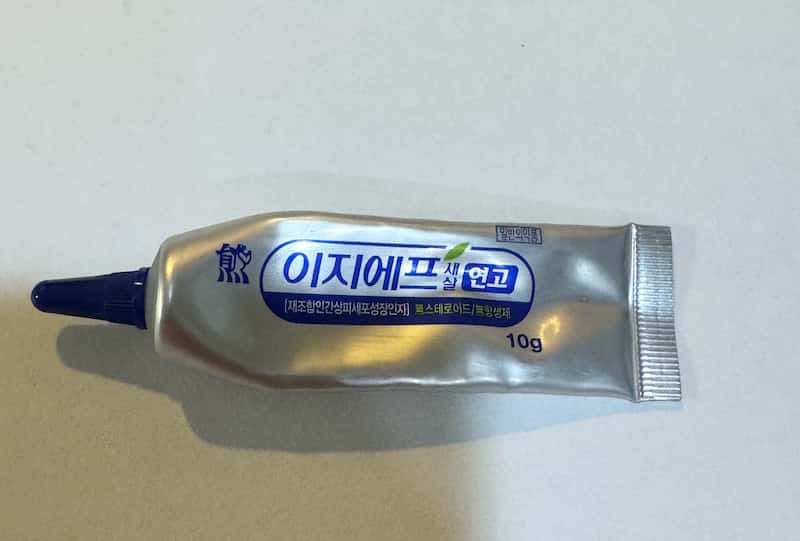 일반의약품
이지에프 새살 연고
[재조합인간상피세포성장인자] 無스테로이드/無항생제
10g